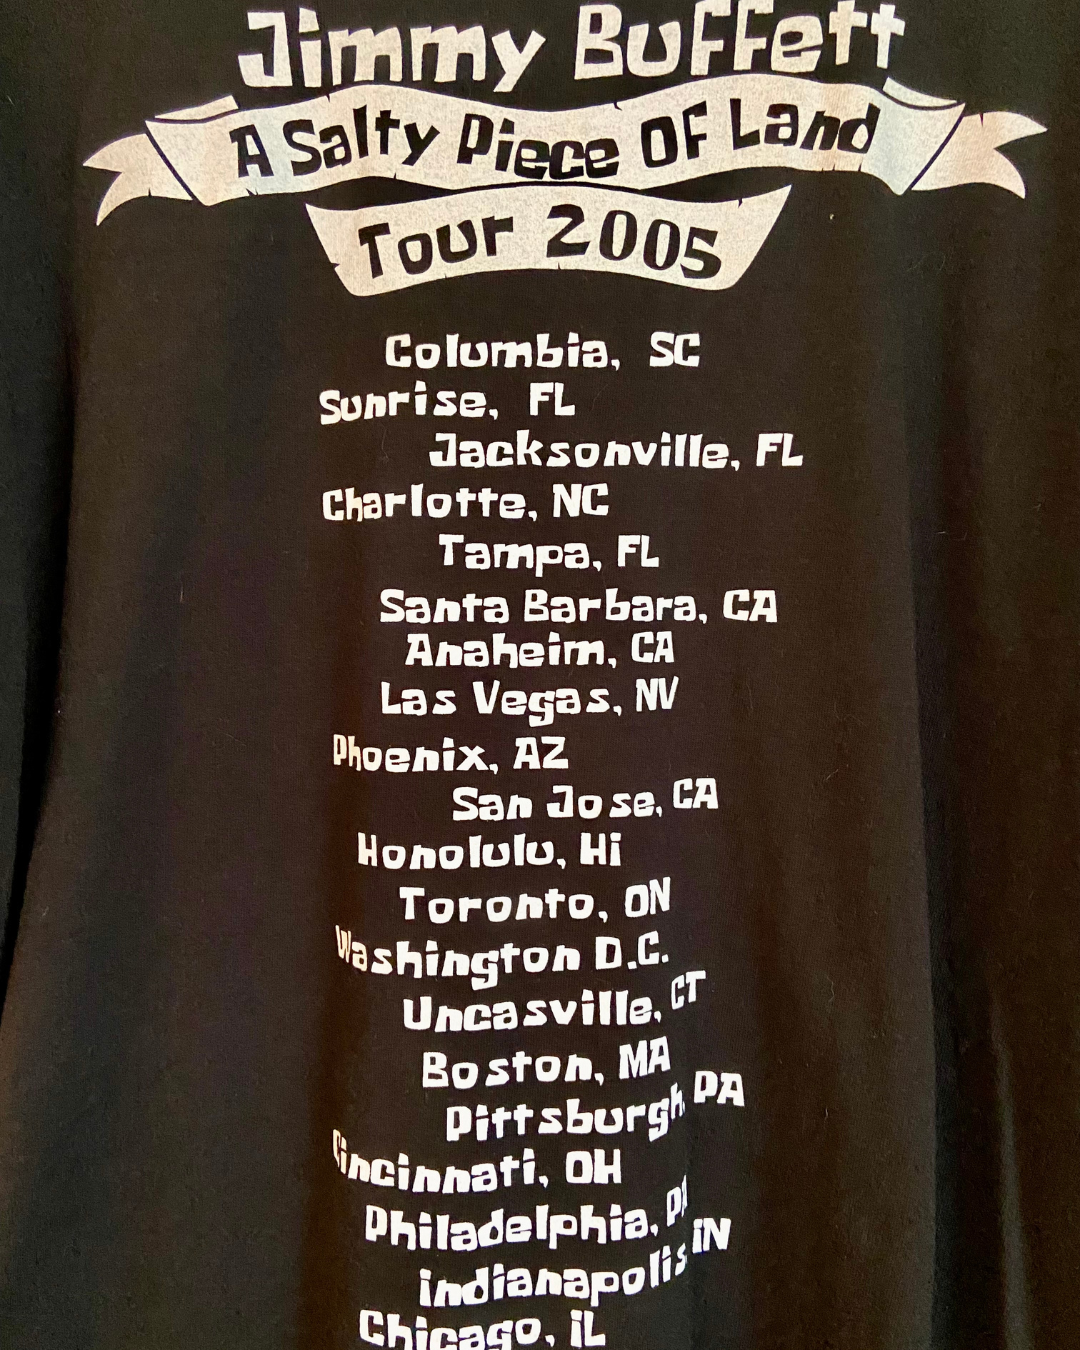 Jimmy Buffett
A Salty Piece Of Land
Tour 2005
Columbia, SC
Sunrise, FL
Jacksonville, FL
Charlotte, NC
Tampa, FL
Santa Barbara, CA
Anaheim, CA
Las Vegas, NV
Phoenix, AZ
San Jose, CA
Honolulu, Hi
Toronto, ON
Washington D.C.
Uncasville, CT
Boston, MA
Pittsburgh, PA
Cincinnati, OH
Philadelphia, PA
indianapolis iN
Chicago, iL